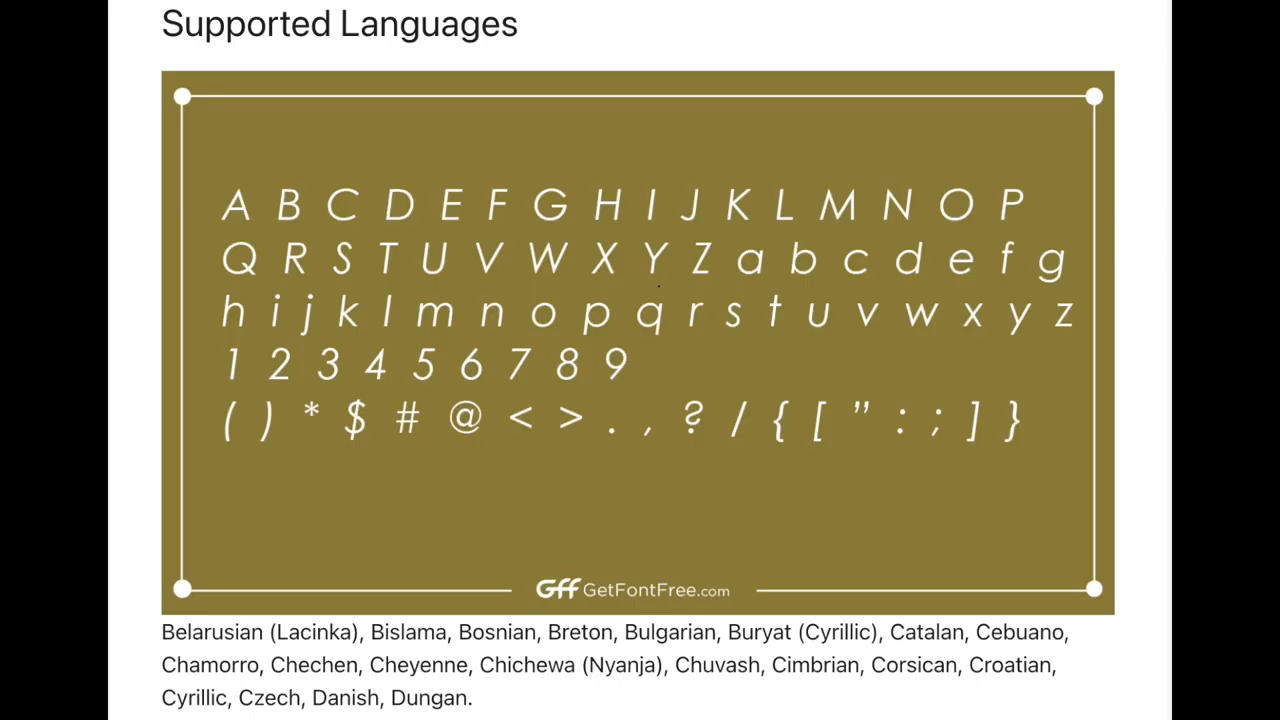 Supported Languages
A B C D E F G H I J K L M N O P
Q R S T U V W X Y Z a b c d e f g
h i j k l m n o p q r s t u v w x y z
1 2 3 4 5 6 7 8 9
( ) * $ # @ < > . , ? / { [ ” : ; ] }
Gff GetFontFree.com
Belarusian (Lacinka), Bislama, Bosnian, Breton, Bulgarian, Buryat (Cyrillic), Catalan, Cebuano,
Chamorro, Chechen, Cheyenne, Chichewa (Nyanja), Chuvash, Cimbrian, Corsican, Croatian,
Cyrillic, Czech, Danish, Dungan.